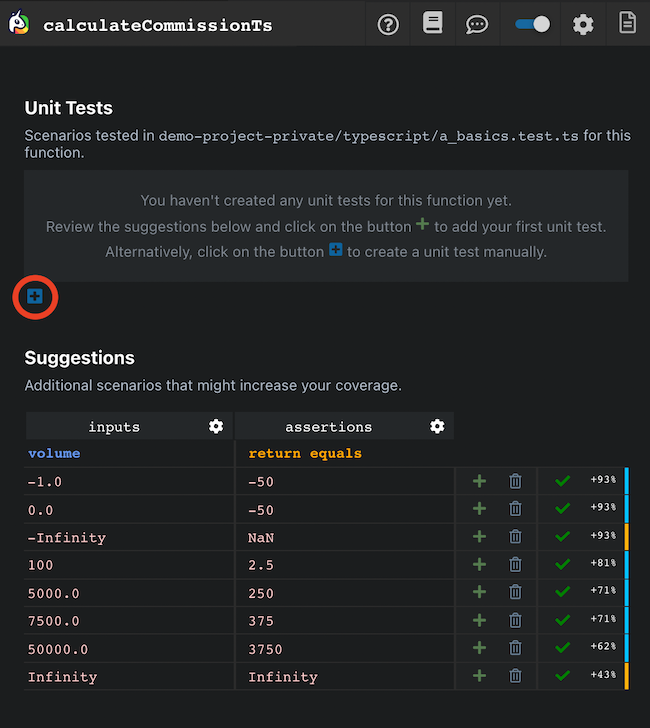 calculateCommissionTs
Unit Tests
Scenarios tested in demo-project-private/typescript/a_basics.test.ts for this
function.
You haven't created any unit tests for this function yet.
Review the suggestions below and click on the button + to add your first unit test.
Alternatively, click on the button + to create a unit test manually.
Suggestions
Additional scenarios that might increase your coverage.
inputs assertions
volume return equals
-1.0 -50 +93%
0.0 -50 +93%
-Infinity NaN +93%
100 2.5 +81%
5000.0 250 +71%
7500.0 375 +71%
50000.0 3750 +62%
Infinity Infinity +43%